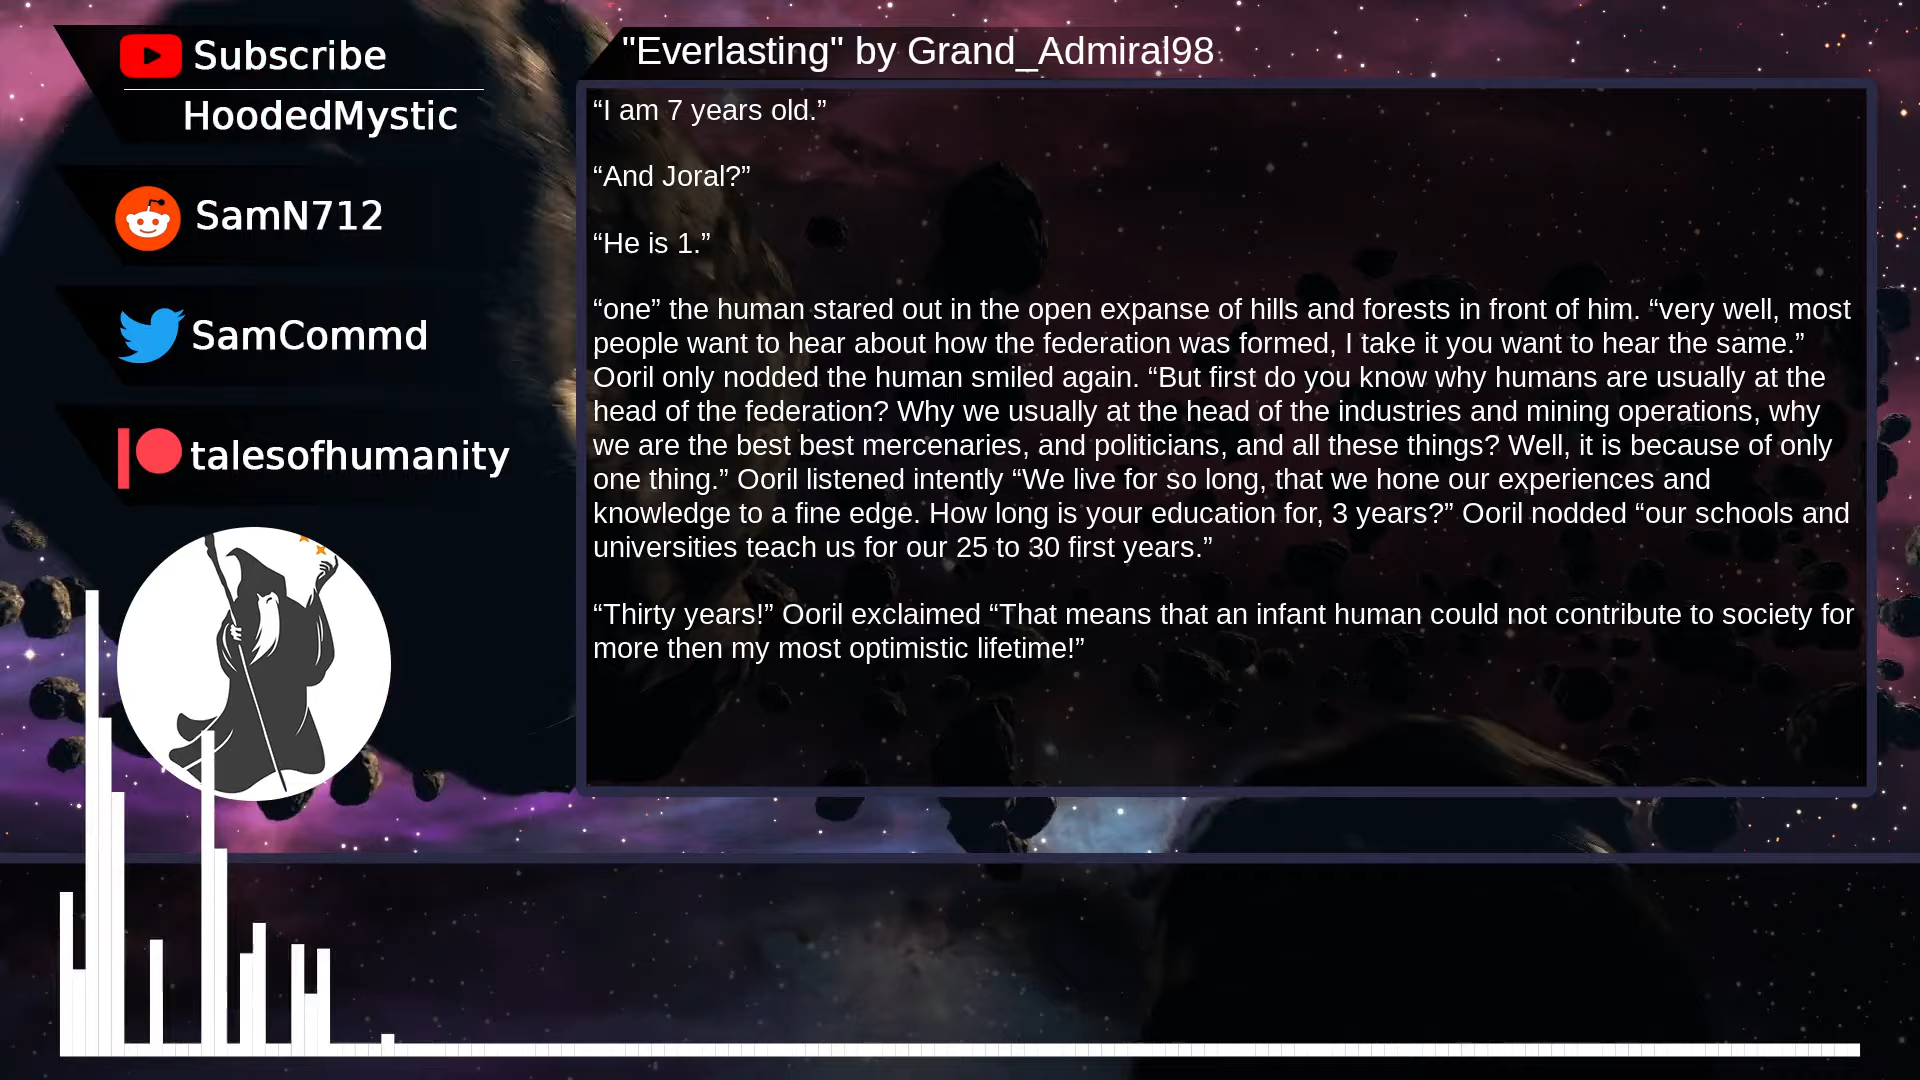 Subscribe
HoodedMystic
SamN712
SamCommd
talesofhumanity
"Everlasting" by Grand_Admiral98
“I am 7 years old.”
“And Joral?”
“He is 1.”
“one” the human stared out in the open expanse of hills and forests in front of him. “very well, most
people want to hear about how the federation was formed, I take it you want to hear the same.”
Ooril only nodded the human smiled again. “But first do you know why humans are usually at the
head of the federation? Why we usually at the head of the industries and mining operations, why
we are the best best mercenaries, and politicians, and all these things? Well, it is because of only
one thing.” Ooril listened intently “We live for so long, that we hone our experiences and
knowledge to a fine edge. How long is your education for, 3 years?” Ooril nodded “our schools and
universities teach us for our 25 to 30 first years.”
“Thirty years!” Ooril exclaimed “That means that an infant human could not contribute to society for
more then my most optimistic lifetime!”